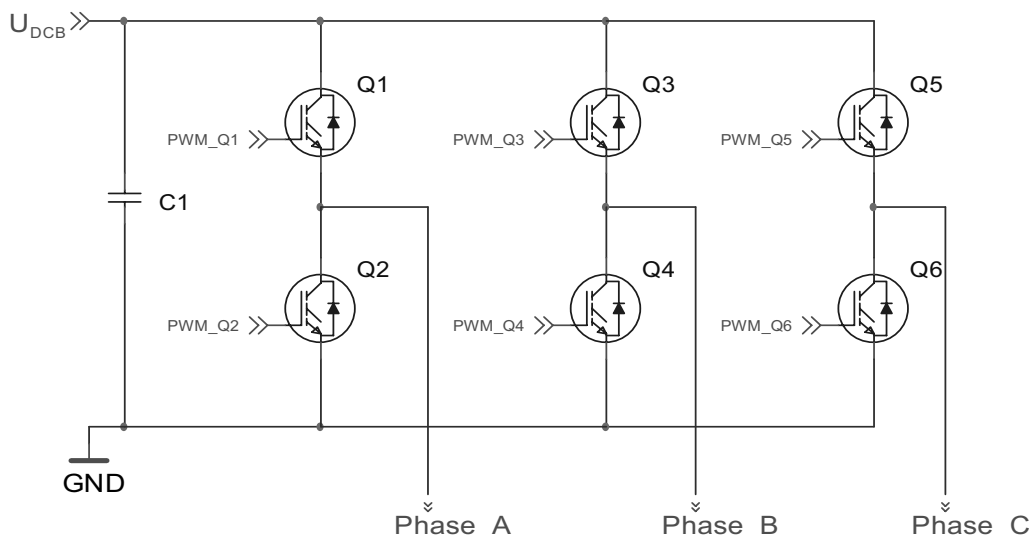 U_DCB
Q1
Q3
Q5
PWM_Q1
PWM_Q3
PWM_Q5
C1
Q2
Q4
Q6
PWM_Q2
PWM_Q4
PWM_Q6
GND
Phase A
Phase B
Phase C